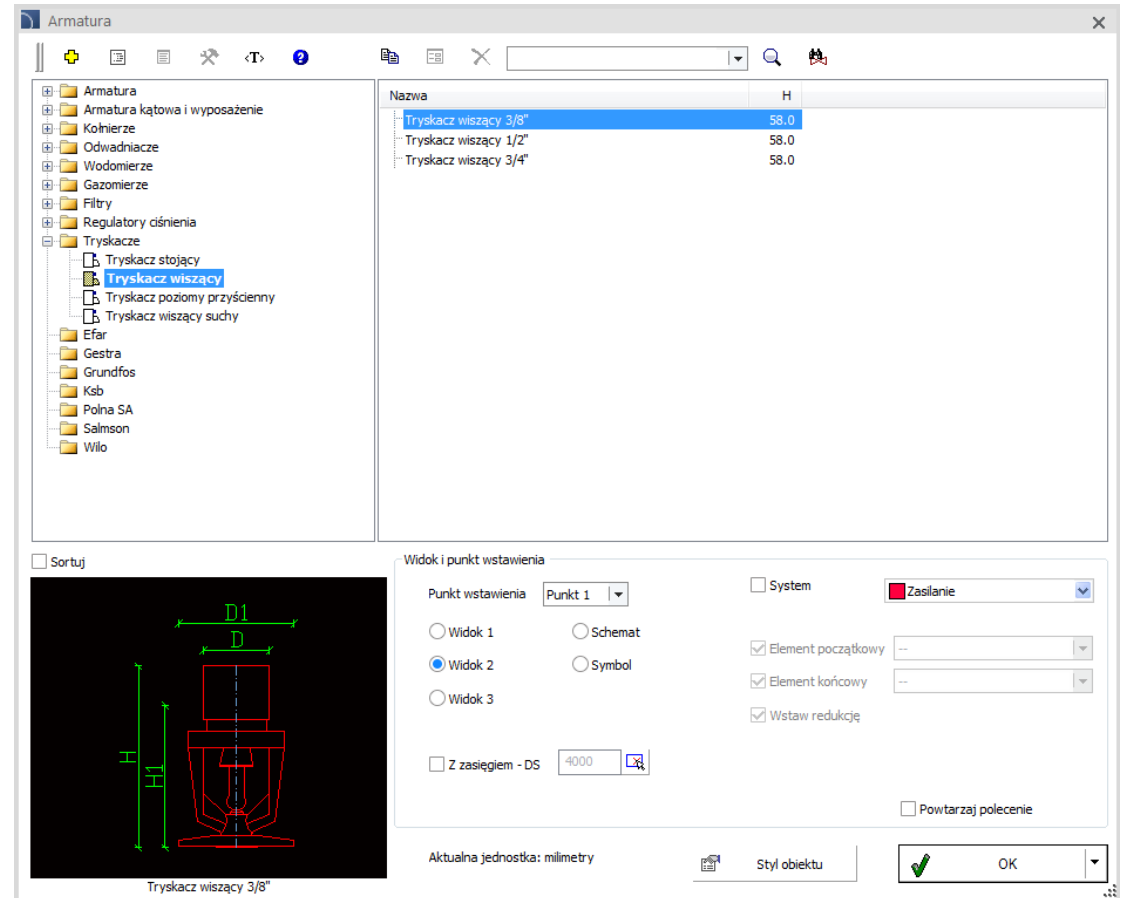 Armatura
<T>
Armatura
Armatura kątowa i wyposażenie
Kołnierze
Odwadniacze
Wodomierze
Gazomierze
Filtry
Regulatory ciśnienia
Tryskacze
Tryskacz stojący
Tryskacz wiszący
Tryskacz poziomy przyścienny
Tryskacz wiszący suchy
Efar
Gestra
Grundfos
Ksb
Polna SA
Salmson
Wilo
Nazwa H
Tryskacz wiszący 3/8" 58.0
Tryskacz wiszący 1/2" 58.0
Tryskacz wiszący 3/4" 58.0
Sortuj
D1
D
H
H1
Tryskacz wiszący 3/8"
Widok i punkt wstawienia
Punkt wstawienia Punkt 1
Widok 1 Schemat
Widok 2 Symbol
Widok 3
Z zasięgiem - DS 4000
System Zasilanie
Element początkowy --
Element końcowy --
Wstaw redukcję
Powtarzaj polecenie
Aktualna jednostka: milimetry
Styl obiektu
OK